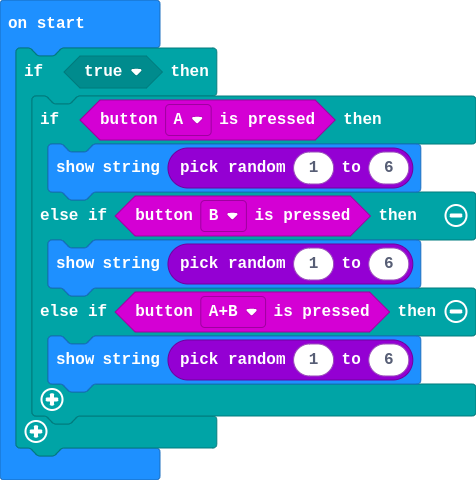 on start
if true then
if button A is pressed then
show string pick random 1 to 6
else if button B is pressed then
show string pick random 1 to 6
else if button A+B is pressed then
show string pick random 1 to 6